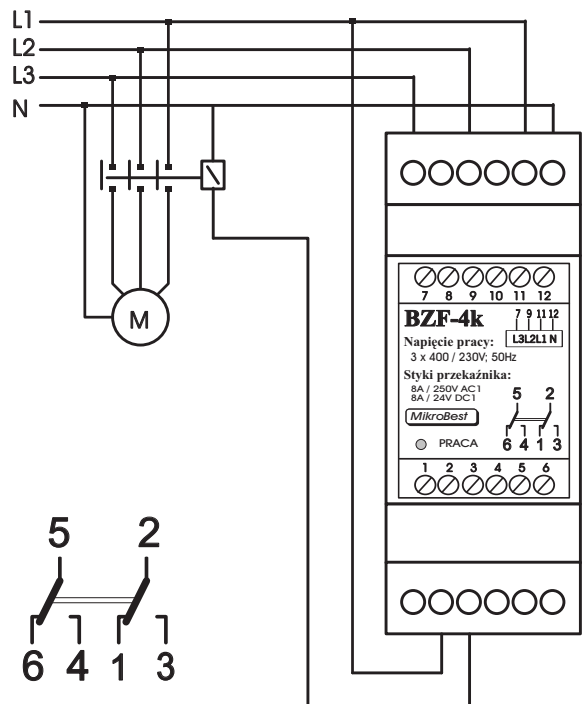 L1
L2
L3
N
M
7 8 9 10 11 12
BZF-4k
7 9 11 12
L3L2L1 N
Napięcie pracy:
3 x 400 / 230V; 50Hz
Styki przekaźnika:
8A / 250V AC1
8A / 24V DC1
MikroBest
PRACA
5 2
6 4 1 3
1 2 3 4 5 6
5 2
6 4 1 3